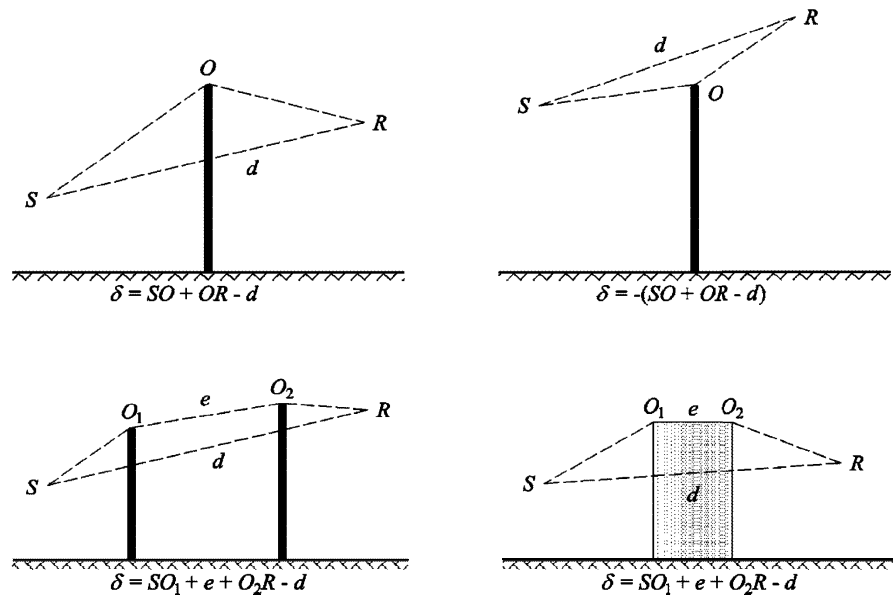 O
S
R
d
δ = SO + OR - d
R
d
S
O
δ = -(SO + OR - d)
O₁
e
O₂
R
S
d
δ = SO₁ + e + O₂R - d
O₁ e O₂
S
R
d
δ = SO₁ + e + O₂R - d